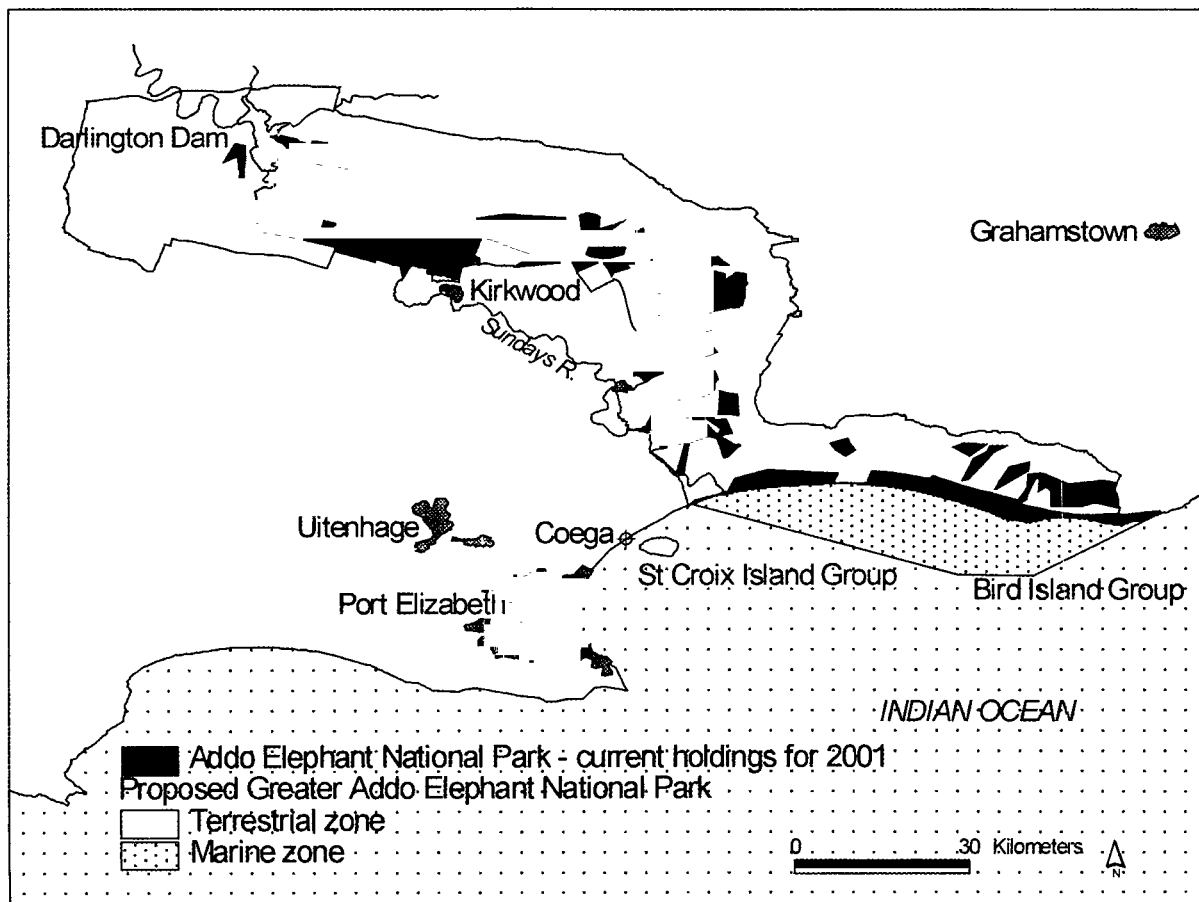 Darlington Dam
Grahamstown
Kirkwood
Sundays R.
Uitenhage
Coega
St Croix Island Group
Port Elizabeth
Bird Island Group
INDIAN OCEAN
Addo Elephant National Park - current holdings for 2001
Proposed Greater Addo Elephant National Park
Terrestrial zone
Marine zone
0 30 Kilometers
N